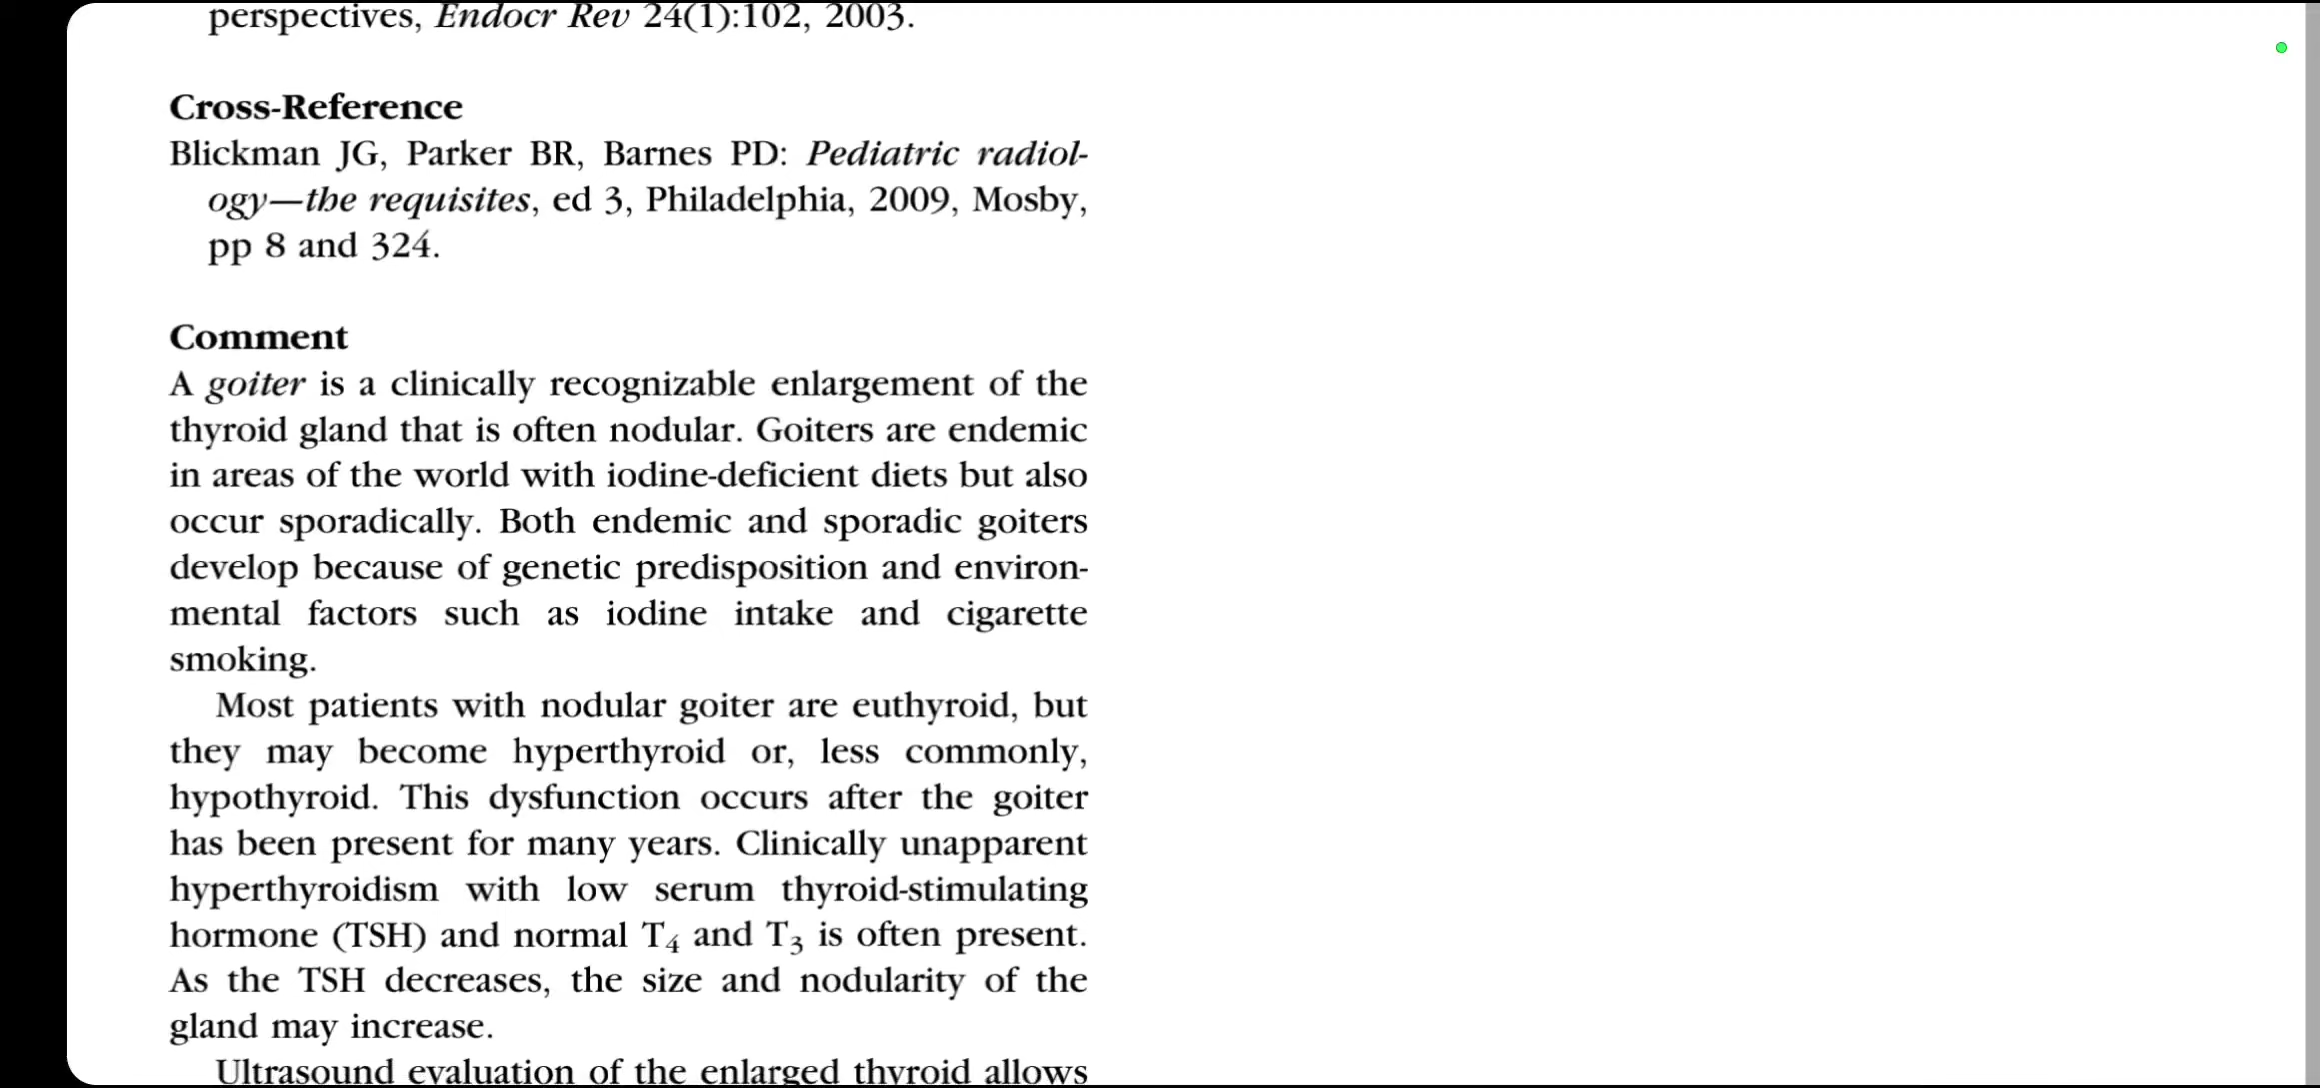 perspectives, Endocr Rev 24(1):102, 2003.
Cross-Reference
Blickman JG, Parker BR, Barnes PD: Pediatric radiol-
ogy—the requisites, ed 3, Philadelphia, 2009, Mosby,
pp 8 and 324.
Comment
A goiter is a clinically recognizable enlargement of the
thyroid gland that is often nodular. Goiters are endemic
in areas of the world with iodine-deficient diets but also
occur sporadically. Both endemic and sporadic goiters
develop because of genetic predisposition and environ-
mental factors such as iodine intake and cigarette
smoking.
Most patients with nodular goiter are euthyroid, but
they may become hyperthyroid or, less commonly,
hypothyroid. This dysfunction occurs after the goiter
has been present for many years. Clinically unapparent
hyperthyroidism with low serum thyroid-stimulating
hormone (TSH) and normal T₄ and T₃ is often present.
As the TSH decreases, the size and nodularity of the
gland may increase.
Ultrasound evaluation of the enlarged thyroid allows